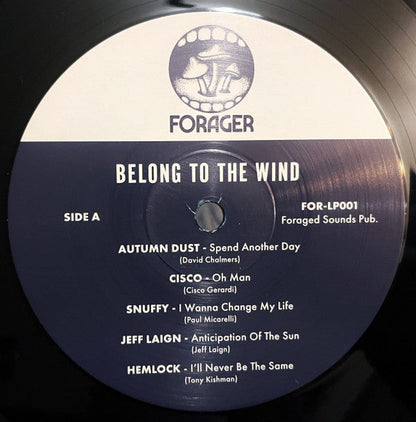 FORAGER
BELONG TO THE WIND
SIDE A
FOR-LP001
Foraged Sounds Pub.
AUTUMN DUST - Spend Another Day
(David Chalmers)
CISCO - Oh Man
(Cisco Gerardi)
SNUFFY - I Wanna Change My Life
(Paul Micarelli)
JEFF LAIGN - Anticipation Of The Sun
(Jeff Laign)
HEMLOCK - I'll Never Be The Same
(Tony Kishman)